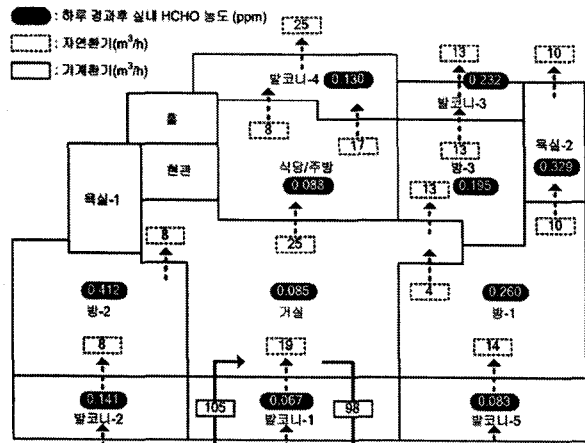 : 하루 경과후 실내 HCHO 농도 (ppm)
: 자연환기(m³/h)
: 기계환기(m³/h)
25
13
10
발코니-4 0.130
0.232
발코니-3
홀
8
17
13
욕실-2
0.329
식당/주방
0.088
방-3
0.195
현관
욕실-1
13
10
8
25
4
0.412
방-2
0.085
거실
0.260
방-1
8
19
14
0.141
발코니-2
105
0.067
발코니-1
98
0.083
발코니-5